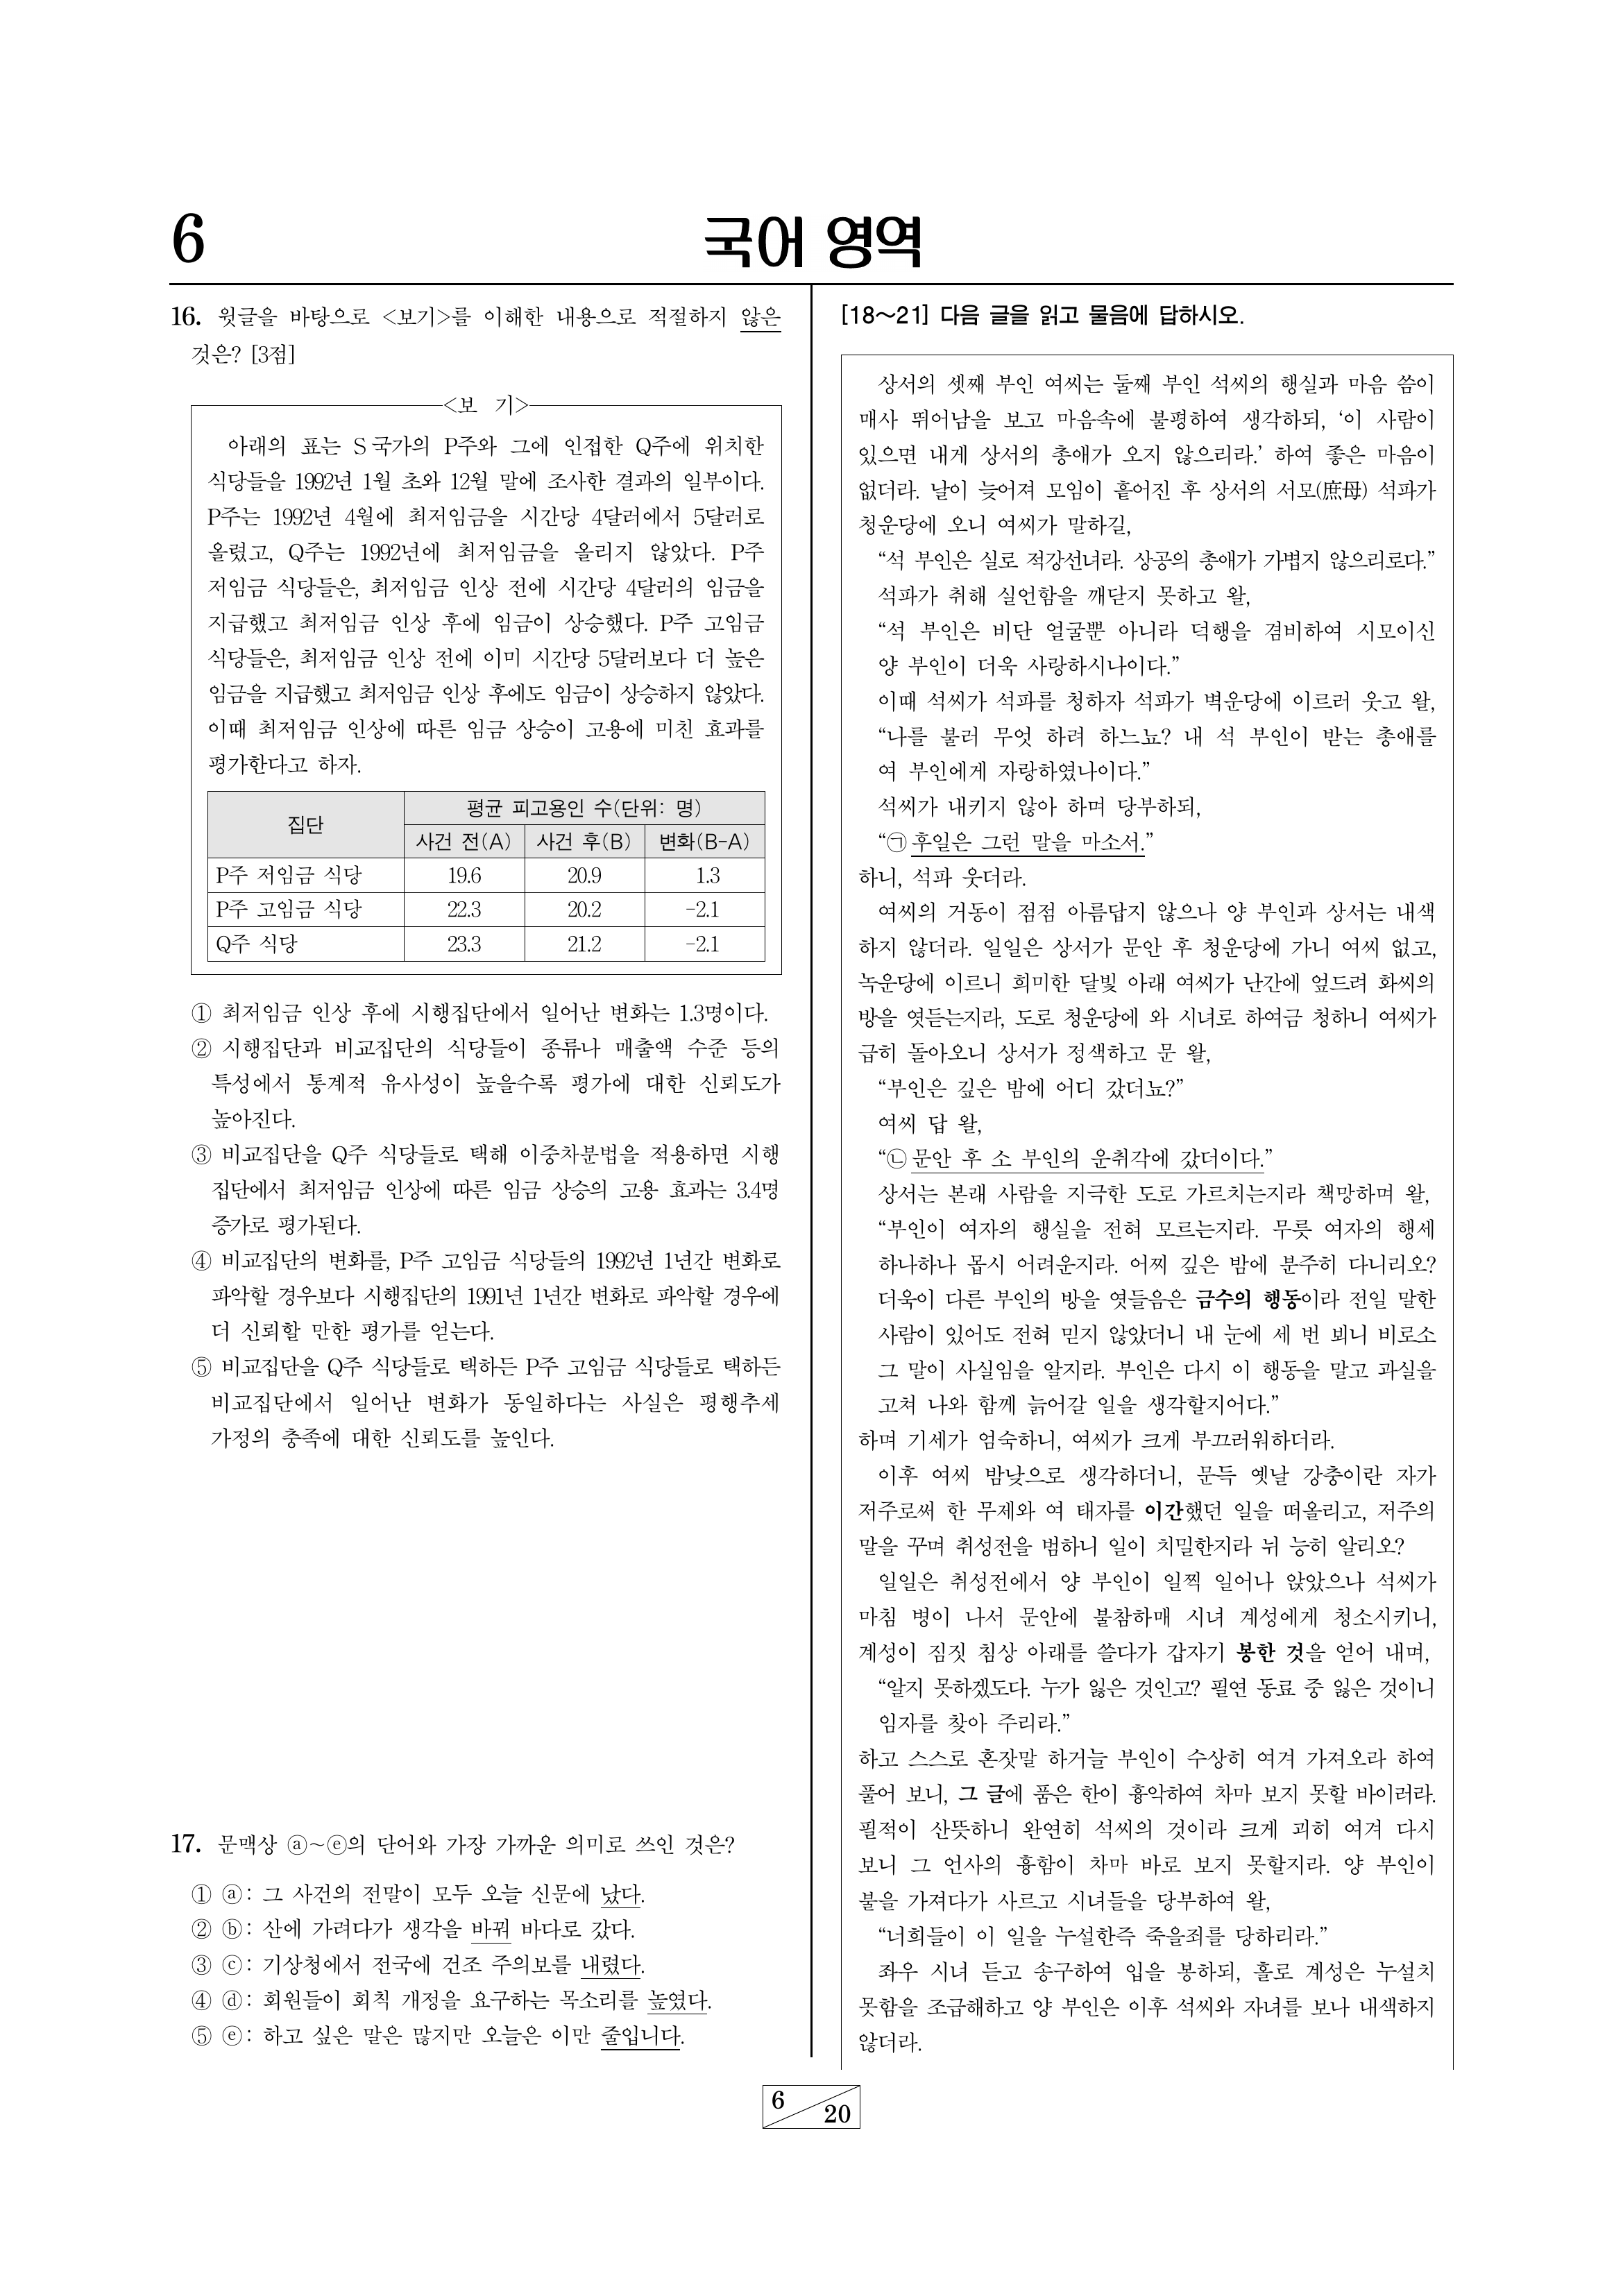 6
국어 영역
16. 윗글을 바탕으로 <보기>를 이해한 내용으로 적절하지 않은
것은? [3점]
<보 기>
아래의 표는 S국가의 P주와 그에 인접한 Q주에 위치한
식당들을 1992년 1월 초와 12월 말에 조사한 결과의 일부이다.
P주는 1992년 4월에 최저임금을 시간당 4달러에서 5달러로
올렸고, Q주는 1992년에 최저임금을 올리지 않았다. P주
저임금 식당들은, 최저임금 인상 전에 시간당 4달러의 임금을
지급했고 최저임금 인상 후에 임금이 상승했다. P주 고임금
식당들은, 최저임금 인상 전에 이미 시간당 5달러보다 더 높은
임금을 지급했고 최저임금 인상 후에도 임금이 상승하지 않았다.
이때 최저임금 인상에 따른 임금 상승이 고용에 미친 효과를
평가한다고 하자.
집단 평균 피고용인 수(단위: 명)
사건 전(A) 사건 후(B) 변화(B-A)
P주 저임금 식당 19.6 20.9 1.3
P주 고임금 식당 22.3 20.2 -2.1
Q주 식당 23.3 21.2 -2.1
① 최저임금 인상 후에 시행집단에서 일어난 변화는 1.3명이다.
② 시행집단과 비교집단의 식당들이 종류나 매출액 수준 등의
특성에서 통계적 유사성이 높을수록 평가에 대한 신뢰도가
높아진다.
③ 비교집단을 Q주 식당들로 택해 이중차분법을 적용하면 시행
집단에서 최저임금 인상에 따른 임금 상승의 고용 효과는 3.4명
증가로 평가된다.
④ 비교집단의 변화를, P주 고임금 식당들의 1992년 1년간 변화로
파악할 경우보다 시행집단의 1991년 1년간 변화로 파악할 경우에
더 신뢰할 만한 평가를 얻는다.
⑤ 비교집단을 Q주 식당들로 택하든 P주 고임금 식당들로 택하든
비교집단에서 일어난 변화가 동일하다는 사실은 평행추세
가정의 충족에 대한 신뢰도를 높인다.
17. 문맥상 ⓐ~ⓔ의 단어와 가장 가까운 의미로 쓰인 것은?
① ⓐ: 그 사건의 전말이 모두 오늘 신문에 났다.
② ⓑ: 산에 가려다가 생각을 바꿔 바다로 갔다.
③ ⓒ: 기상청에서 전국에 건조 주의보를 내렸다.
④ ⓓ: 회원들이 회칙 개정을 요구하는 목소리를 높였다.
⑤ ⓔ: 하고 싶은 말은 많지만 오늘은 이만 줄입니다.
[18~21] 다음 글을 읽고 물음에 답하시오.
상서의 셋째 부인 여씨는 둘째 부인 석씨의 행실과 마음 씀이
매사 뛰어남을 보고 마음속에 불평하여 생각하되, ‘이 사람이
있으면 내게 상서의 총애가 오지 않으리라.’ 하여 좋은 마음이
없더라. 날이 늦어져 모임이 흩어진 후 상서의 서모(庶母) 석파가
청운당에 오니 여씨가 말하길,
“석 부인은 실로 적강선녀라. 상공의 총애가 가볍지 않으리로다.”
석파가 취해 실언함을 깨닫지 못하고 왈,
“석 부인은 비단 얼굴뿐 아니라 덕행을 겸비하여 시모이신
양 부인이 더욱 사랑하시나이다.”
이때 석씨가 석파를 청하자 석파가 벽운당에 이르러 웃고 왈,
“나를 불러 무엇 하려 하느뇨? 내 석 부인이 받는 총애를
여 부인에게 자랑하였나이다.”
석씨가 내키지 않아 하며 당부하되,
“㉠후일은 그런 말을 마소서.”
하니, 석파 웃더라.
여씨의 거동이 점점 아름답지 않으나 양 부인과 상서는 내색
하지 않더라. 일일은 상서가 문안 후 청운당에 가니 여씨 없고,
녹운당에 이르니 희미한 달빛 아래 여씨가 난간에 엎드려 화씨의
방을 엿듣는지라, 도로 청운당에 와 시녀로 하여금 청하니 여씨가
급히 돌아오니 상서가 정색하고 문 왈,
“부인은 깊은 밤에 어디 갔더뇨?”
여씨 답 왈,
“㉡문안 후 소 부인의 운취각에 갔더이다.”
상서는 본래 사람을 지극한 도로 가르치는지라 책망하며 왈,
“부인이 여자의 행실을 전혀 모르는지라. 무릇 여자의 행세
하나하나 몹시 어려운지라. 어찌 깊은 밤에 분주히 다니리오?
더욱이 다른 부인의 방을 엿들음은 금수의 행동이라 전일 말한
사람이 있어도 전혀 믿지 않았더니 내 눈에 세 번 뵈니 비로소
그 말이 사실임을 알지라. 부인은 다시 이 행동을 말고 과실을
고쳐 나와 함께 늙어갈 일을 생각할지어다.”
하며 기세가 엄숙하니, 여씨가 크게 부끄러워하더라.
이후 여씨 밤낮으로 생각하더니, 문득 옛날 강충이란 자가
저주로써 한 무제와 여 태자를 이간했던 일을 떠올리고, 저주의
말을 꾸며 취성전을 범하니 일이 치밀한지라 뉘 능히 알리오?
일일은 취성전에서 양 부인이 일찍 일어나 앉았으나 석씨가
마침 병이 나서 문안에 불참하매 시녀 계성에게 청소시키니,
계성이 짐짓 침상 아래를 쓸다가 갑자기 봉한 것을 얻어 내며,
“알지 못하겠도다. 누가 잃은 것인고? 필연 동료 중 잃은 것이니
임자를 찾아 주리라.”
하고 스스로 혼잣말 하거늘 부인이 수상히 여겨 가져오라 하여
풀어 보니, 그 글에 품은 한이 흉악하여 차마 보지 못할 바이러라.
필적이 산뜻하니 완연히 석씨의 것이라 크게 괴히 여겨 다시
보니 그 언사의 흉함이 차마 바로 보지 못할지라. 양 부인이
불을 가져다가 사르고 시녀들을 당부하여 왈,
“너희들이 이 일을 누설한즉 죽을죄를 당하리라.”
좌우 시녀 듣고 송구하여 입을 봉하되, 홀로 계성은 누설치
못함을 조급해하고 양 부인은 이후 석씨와 자녀를 보나 내색하지
않더라.
6
20